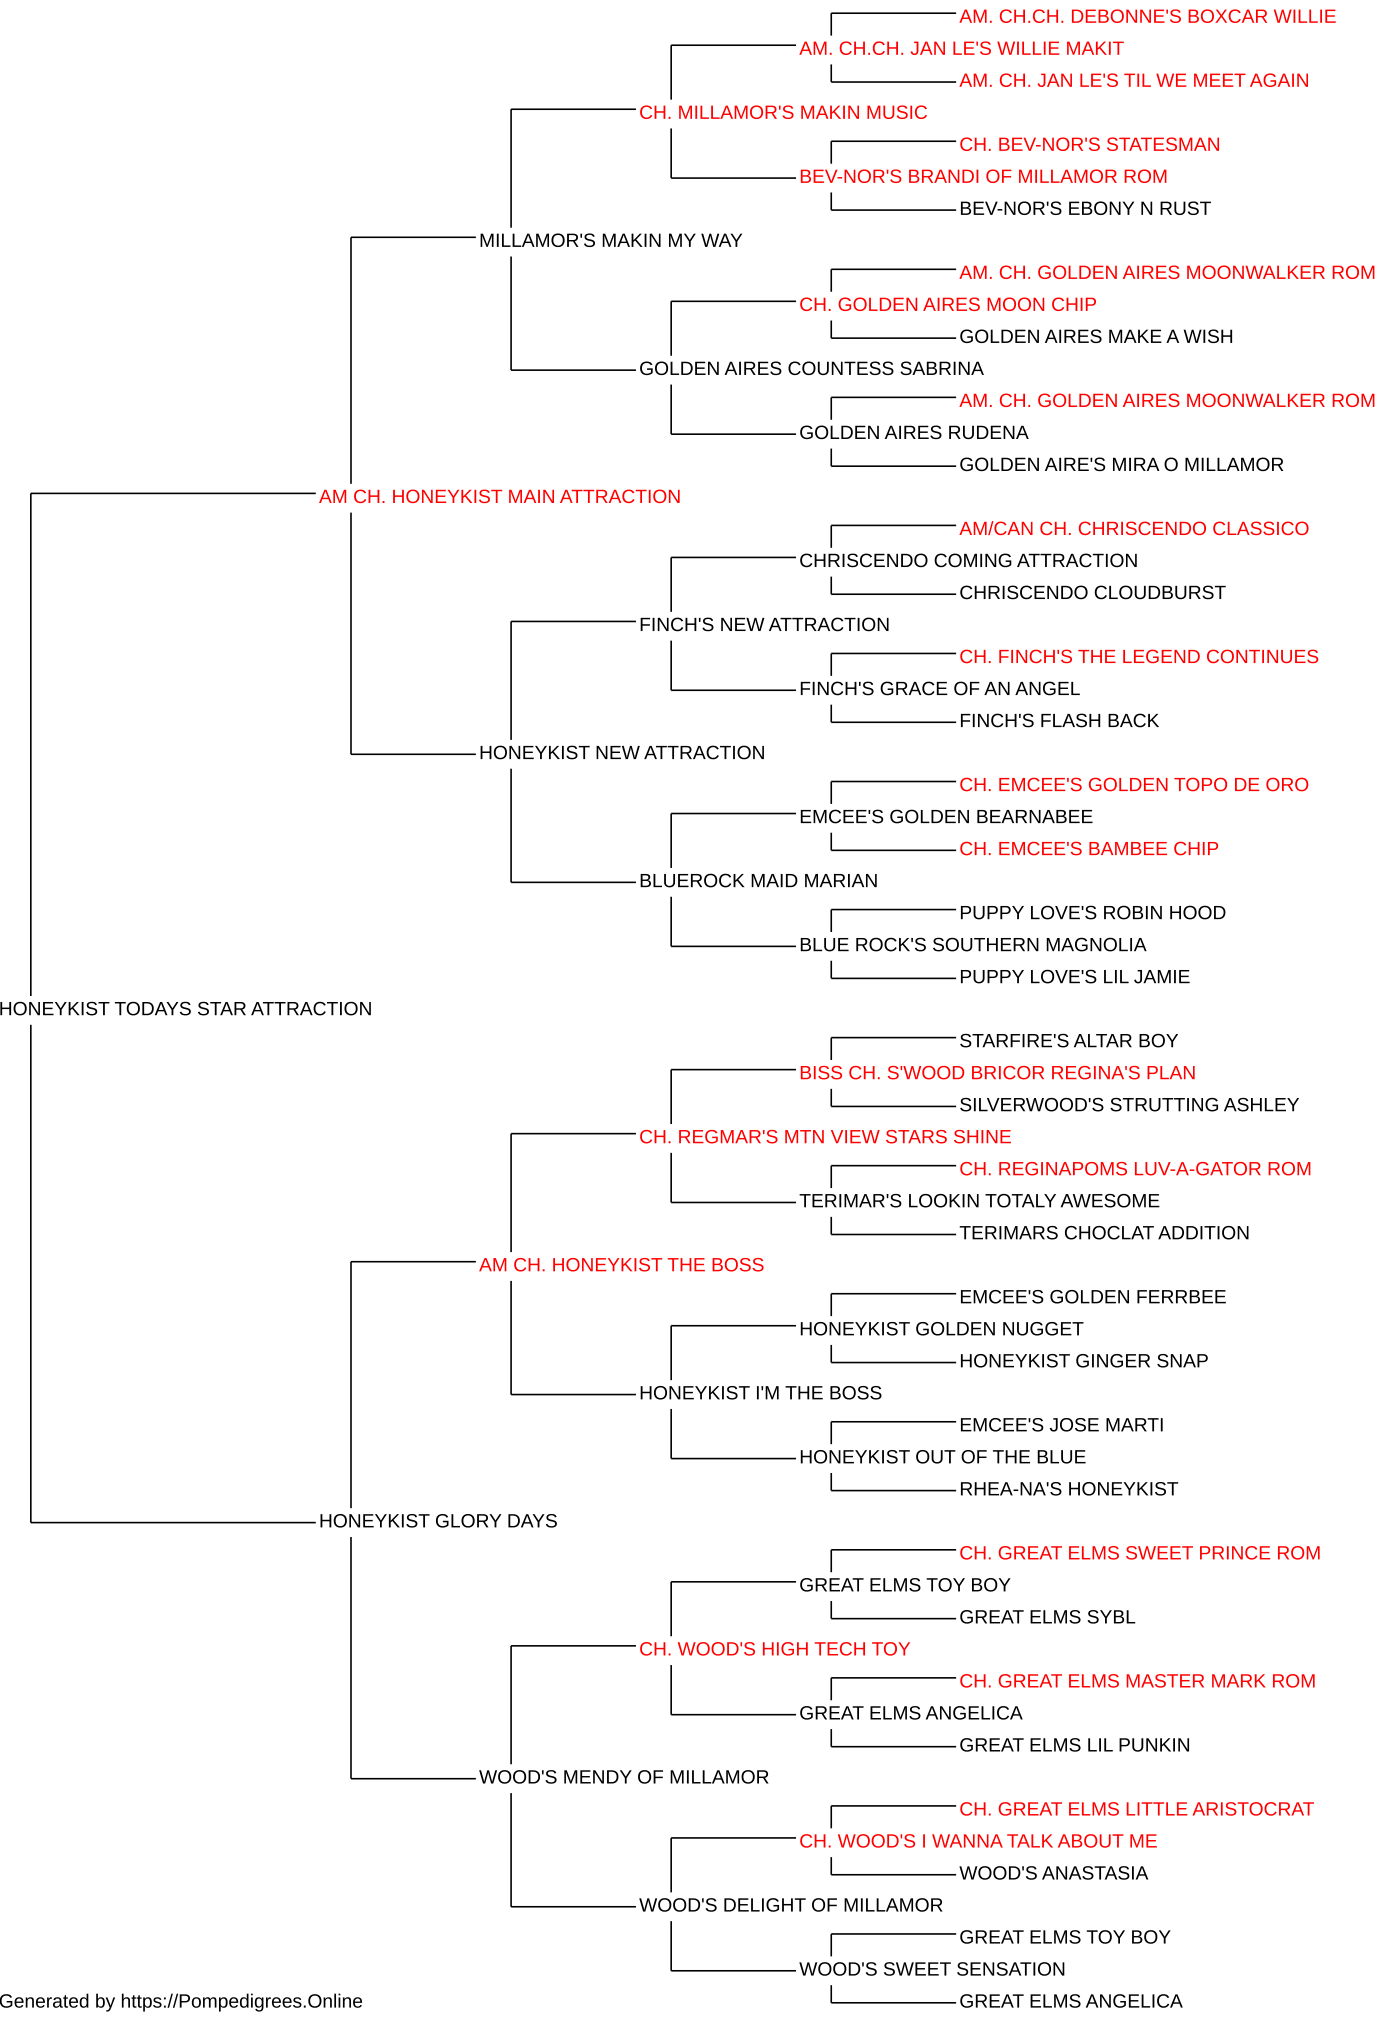 AM. CH.CH. DEBONNE'S BOXCAR WILLIE
AM. CH.CH. JAN LE'S WILLIE MAKIT
AM. CH. JAN LE'S TIL WE MEET AGAIN
CH. MILLAMOR'S MAKIN MUSIC
CH. BEV-NOR'S STATESMAN
BEV-NOR'S BRANDI OF MILLAMOR ROM
BEV-NOR'S EBONY N RUST
MILLAMOR'S MAKIN MY WAY
AM. CH. GOLDEN AIRES MOONWALKER ROM
CH. GOLDEN AIRES MOON CHIP
GOLDEN AIRES MAKE A WISH
GOLDEN AIRES COUNTESS SABRINA
AM. CH. GOLDEN AIRES MOONWALKER ROM
GOLDEN AIRES RUDENA
GOLDEN AIRE'S MIRA O MILLAMOR
AM CH. HONEYKIST MAIN ATTRACTION
AM/CAN CH. CHRISCENDO CLASSICO
CHRISCENDO COMING ATTRACTION
CHRISCENDO CLOUDBURST
FINCH'S NEW ATTRACTION
CH. FINCH'S THE LEGEND CONTINUES
FINCH'S GRACE OF AN ANGEL
FINCH'S FLASH BACK
HONEYKIST NEW ATTRACTION
CH. EMCEE'S GOLDEN TOPO DE ORO
EMCEE'S GOLDEN BEARNABEE
CH. EMCEE'S BAMBEE CHIP
BLUEROCK MAID MARIAN
PUPPY LOVE'S ROBIN HOOD
BLUE ROCK'S SOUTHERN MAGNOLIA
PUPPY LOVE'S LIL JAMIE
HONEYKIST TODAYS STAR ATTRACTION
STARFIRE'S ALTAR BOY
BISS CH. S'WOOD BRICOR REGINA'S PLAN
SILVERWOOD'S STRUTTING ASHLEY
CH. REGMAR'S MTN VIEW STARS SHINE
CH. REGINAPOMS LUV-A-GATOR ROM
TERIMAR'S LOOKIN TOTALY AWESOME
TERIMARS CHOCLAT ADDITION
AM CH. HONEYKIST THE BOSS
EMCEE'S GOLDEN FERRBEE
HONEYKIST GOLDEN NUGGET
HONEYKIST GINGER SNAP
HONEYKIST I'M THE BOSS
EMCEE'S JOSE MARTI
HONEYKIST OUT OF THE BLUE
RHEA-NA'S HONEYKIST
HONEYKIST GLORY DAYS
CH. GREAT ELMS SWEET PRINCE ROM
GREAT ELMS TOY BOY
GREAT ELMS SYBL
CH. WOOD'S HIGH TECH TOY
CH. GREAT ELMS MASTER MARK ROM
GREAT ELMS ANGELICA
GREAT ELMS LIL PUNKIN
WOOD'S MENDY OF MILLAMOR
CH. GREAT ELMS LITTLE ARISTOCRAT
CH. WOOD'S I WANNA TALK ABOUT ME
WOOD'S ANASTASIA
WOOD'S DELIGHT OF MILLAMOR
GREAT ELMS TOY BOY
WOOD'S SWEET SENSATION
GREAT ELMS ANGELICA
Generated by https://Pompedigrees.Online